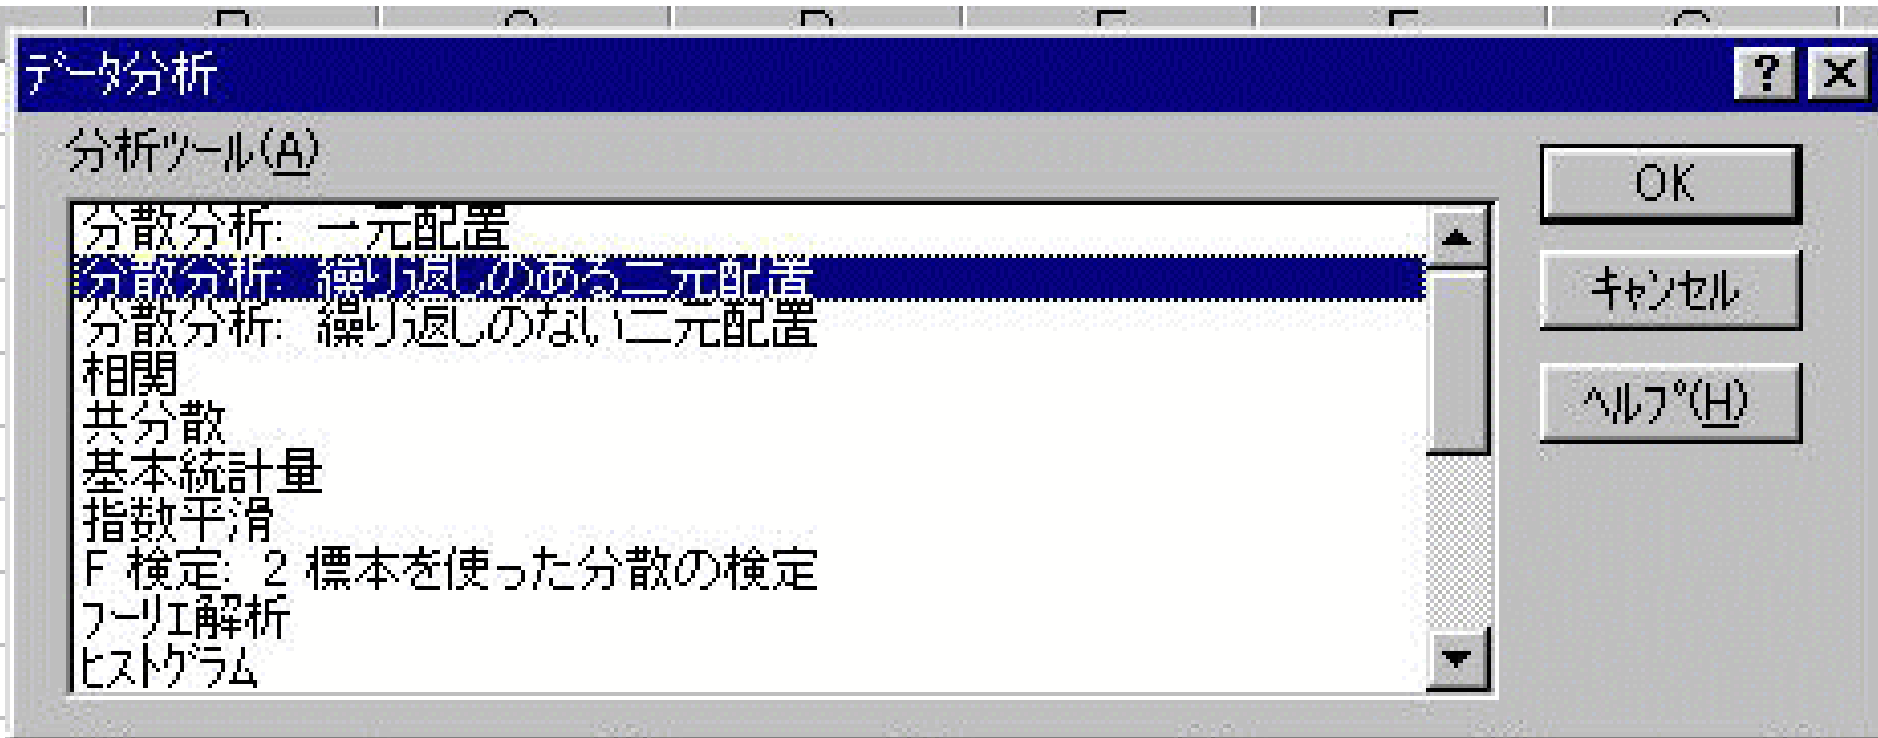 データ分析
分析ツール(A)
分散分析: 一元配置
分散分析: 繰り返しのある二元配置
分散分析: 繰り返しのない二元配置
相関
共分散
基本統計量
指数平滑
F 検定: 2 標本を使った分散の検定
フーリエ解析
ヒストグラム
OK
キャンセル
ヘルプ(H)